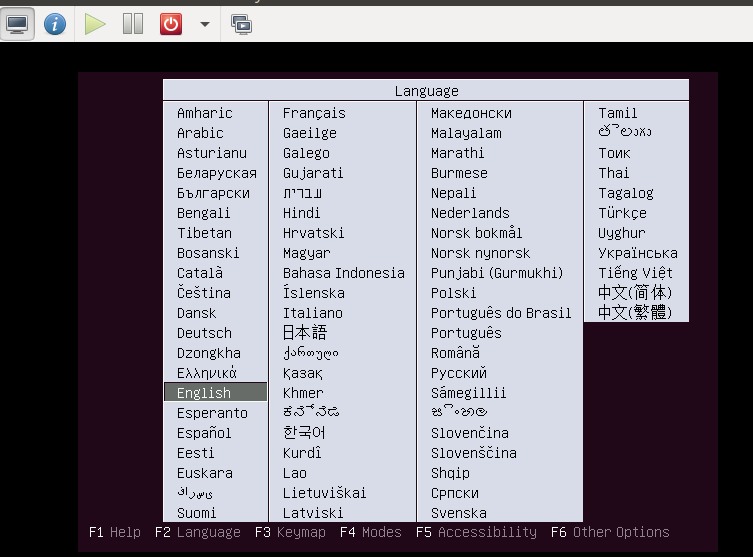 Language
Amharic
Arabic
Asturianu
Беларуская
Български
Bengali
Tibetan
Bosanski
Català
Čeština
Dansk
Deutsch
Dzongkha
Ελληνικά
English
Esperanto
Español
Eesti
Euskara
Suomi
Français
Gaeilge
Galego
Gujarati
עברית
Hindi
Hrvatski
Magyar
Bahasa Indonesia
Íslenska
Italiano
日本語
ქართული
Қазақ
Khmer
ಕನ್ನಡ
한국어
Kurdî
Lao
Lietuviškai
Latviski
Македонски
Malayalam
Marathi
Burmese
Nepali
Nederlands
Norsk bokmål
Norsk nynorsk
Punjabi (Gurmukhi)
Polski
Português do Brasil
Português
Română
Русский
Sámegillii
සිංහල
Slovenčina
Slovenščina
Shqip
Српски
Svenska
Tamil
తెలుగు
Тоик
Thai
Tagalog
Türkçe
Uyghur
Українська
Tiếng Việt
中文(简体)
中文(繁體)
F1 Help F2 Language F3 Keymap F4 Modes F5 Accessibility F6 Other Options